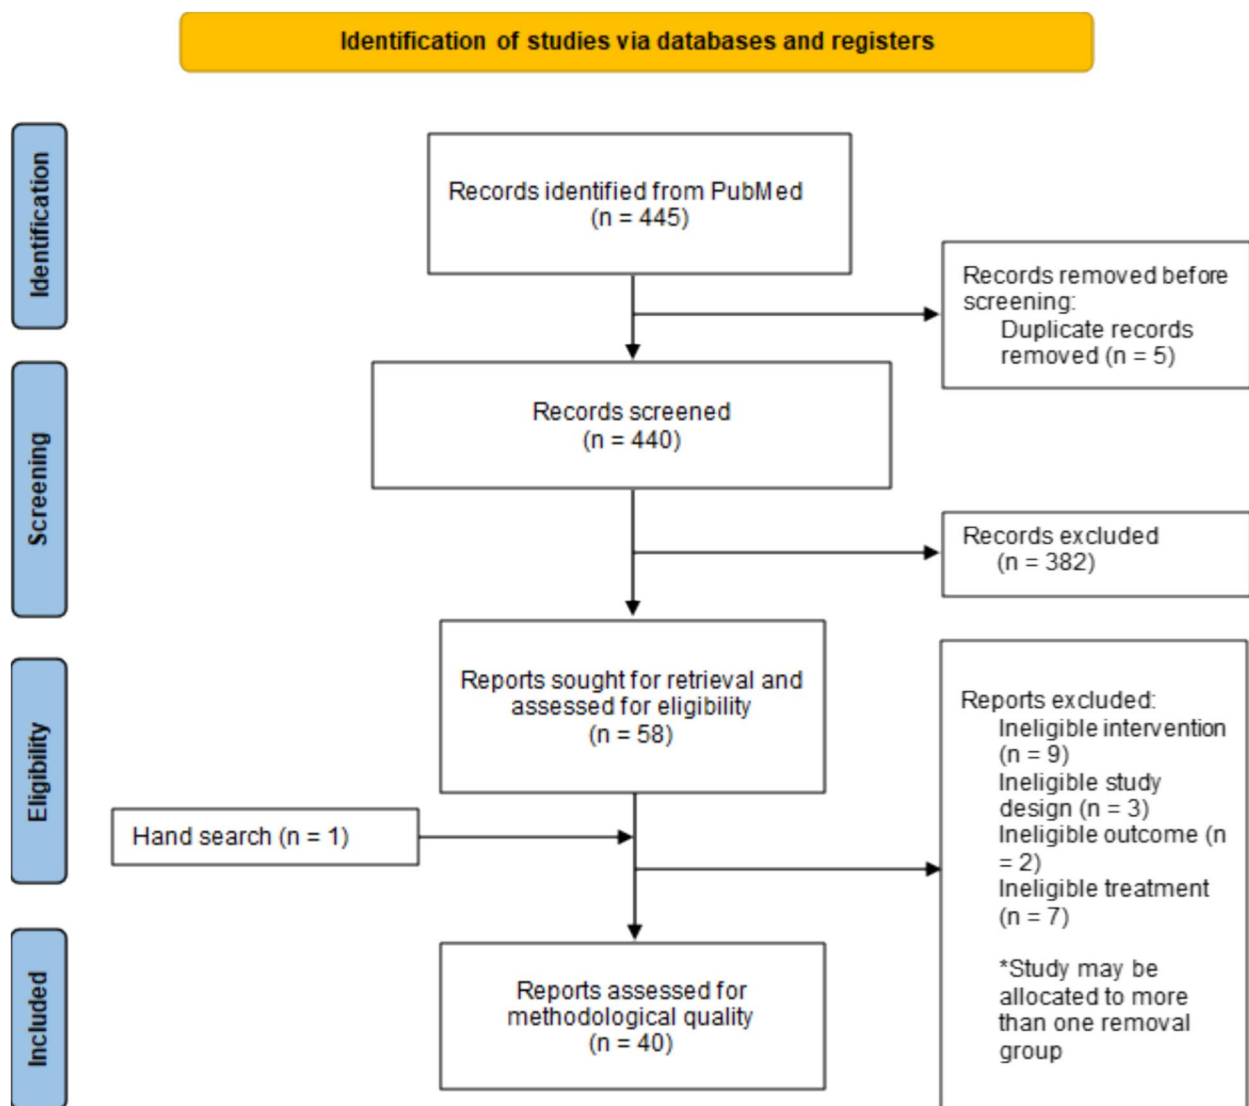 Identification of studies via databases and registers
Identification
Records identified from PubMed
(n = 445)
Records removed before
screening:
Duplicate records
removed (n = 5)
Screening
Records screened
(n = 440)
Records excluded
(n = 382)
Eligibility
Reports sought for retrieval and
assessed for eligibility
(n = 58)
Hand search (n = 1)
Reports excluded:
Ineligible intervention
(n = 9)
Ineligible study
design (n = 3)
Ineligible outcome (n
= 2)
Ineligible treatment
(n = 7)
*Study may be
allocated to more
than one removal
group
Included
Reports assessed for
methodological quality
(n = 40)